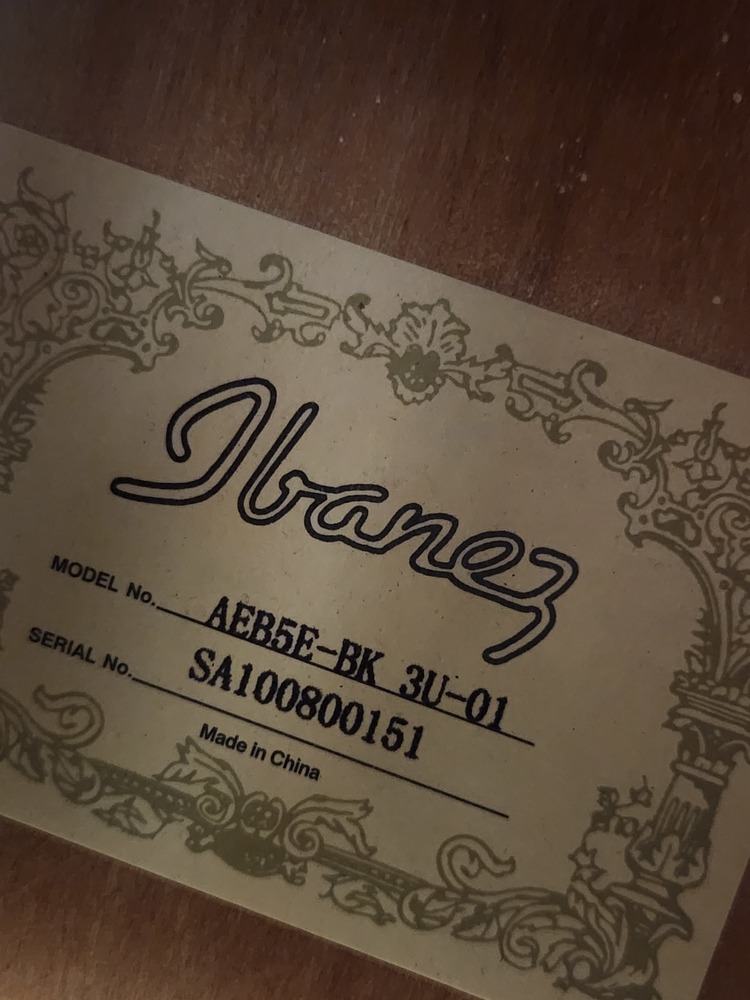 Ibanez
MODEL No. AEB5E-BK 3U-01
SERIAL No. SA100800151
Made in China